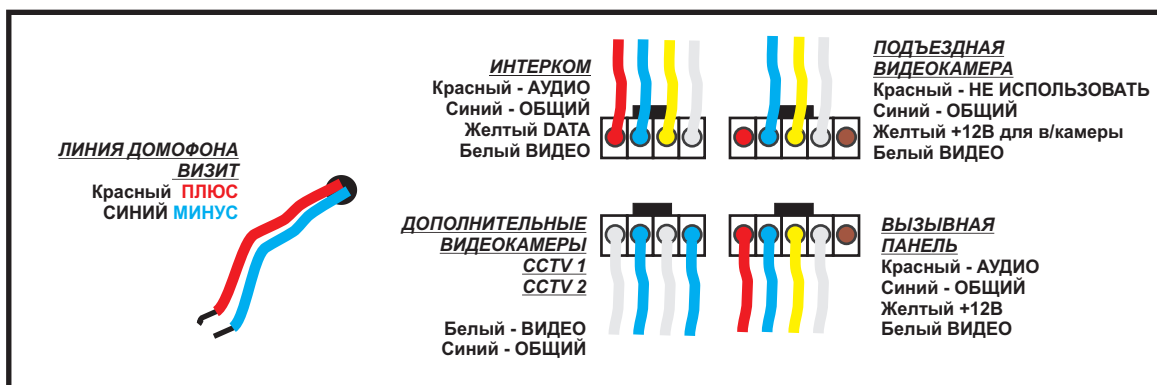 ЛИНИЯ ДОМОФОНА
ВИЗИТ
Красный ПЛЮС
СИНИЙ МИНУС
ИНТЕРКОМ
Красный - АУДИО
Синий - ОБЩИЙ
Желтый DATA
Белый ВИДЕО
ПОДЪЕЗДНАЯ
ВИДЕОКАМЕРА
Красный - НЕ ИСПОЛЬЗОВАТЬ
Синий - ОБЩИЙ
Желтый +12В для в/камеры
Белый ВИДЕО
ДОПОЛНИТЕЛЬНЫЕ
ВИДЕОКАМЕРЫ
CCTV 1
CCTV 2
Белый - ВИДЕО
Синий - ОБЩИЙ
ВЫЗЫВНАЯ
ПАНЕЛЬ
Красный - АУДИО
Синий - ОБЩИЙ
Желтый +12В
Белый ВИДЕО